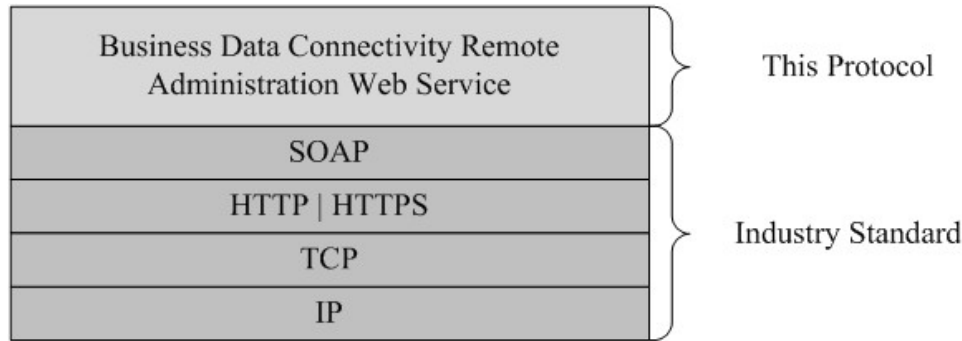 Business Data Connectivity Remote
Administration Web Service
This Protocol
SOAP
HTTP | HTTPS
TCP
IP
Industry Standard